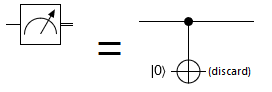 =
|0⟩ (discard)